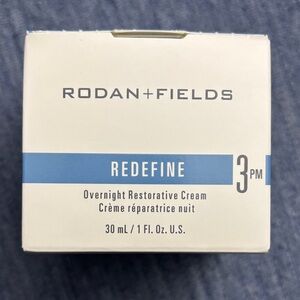 RODAN+FIELDS
REDEFINE
3PM
Overnight Restorative Cream
Crème réparatrice nuit
30 mL / 1 Fl. Oz. U.S.